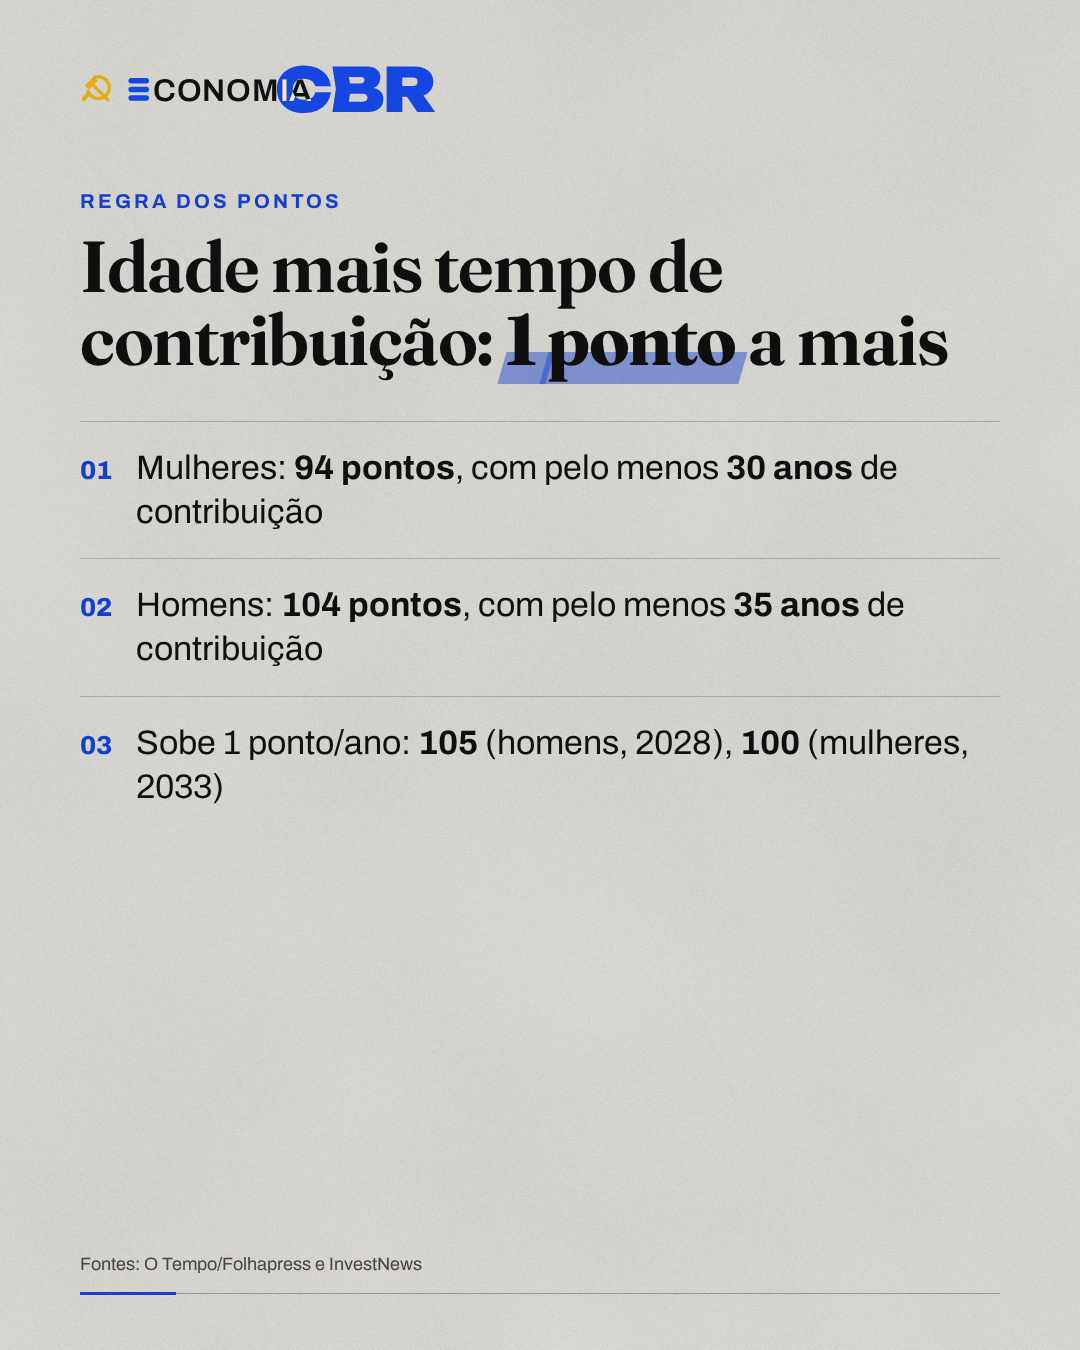 ECONOMIA CBR
REGRA DOS PONTOS
Idade mais tempo de
contribuição: 1 ponto a mais
01 Mulheres: 94 pontos, com pelo menos 30 anos de
contribuição
02 Homens: 104 pontos, com pelo menos 35 anos de
contribuição
03 Sobe 1 ponto/ano: 105 (homens, 2028), 100 (mulheres,
2033)
Fontes: O Tempo/Folhapress e InvestNews